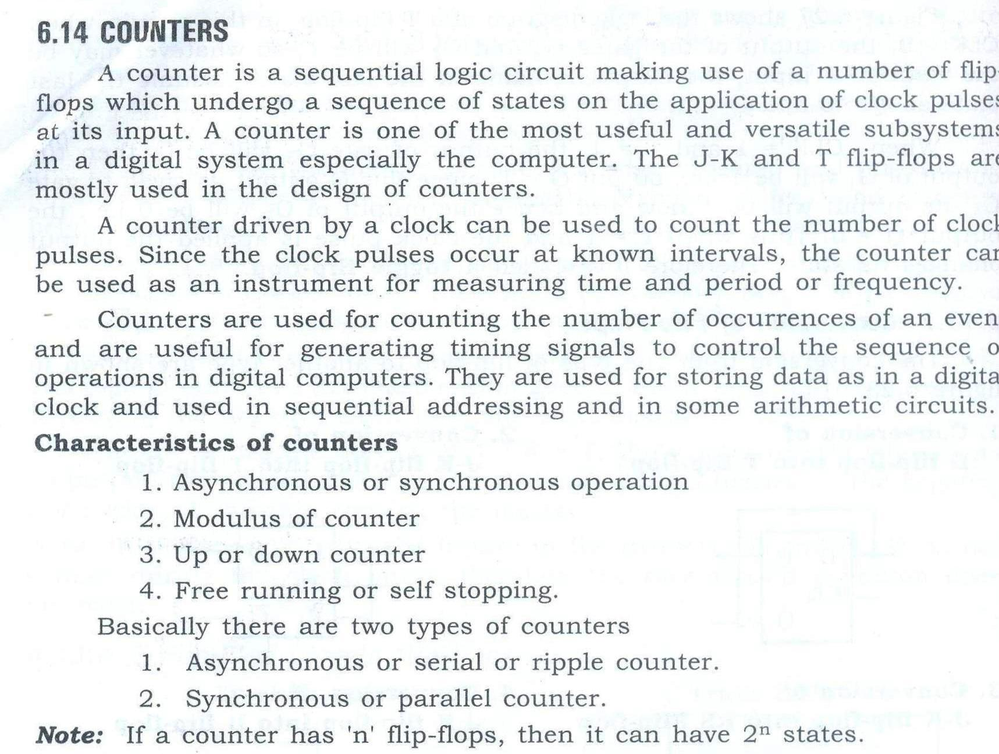 6.14 COUNTERS
A counter is a sequential logic circuit making use of a number of flip-
flops which undergo a sequence of states on the application of clock pulses
at its input. A counter is one of the most useful and versatile subsystems
in a digital system especially the computer. The J-K and T flip-flops are
mostly used in the design of counters.
A counter driven by a clock can be used to count the number of clock
pulses. Since the clock pulses occur at known intervals, the counter can
be used as an instrument for measuring time and period or frequency.
Counters are used for counting the number of occurrences of an even
and are useful for generating timing signals to control the sequence o
operations in digital computers. They are used for storing data as in a digita
clock and used in sequential addressing and in some arithmetic circuits.
Characteristics of counters
1. Asynchronous or synchronous operation
2. Modulus of counter
3. Up or down counter
4. Free running or self stopping.
Basically there are two types of counters
1. Asynchronous or serial or ripple counter.
2. Synchronous or parallel counter.
Note: If a counter has 'n' flip-flops, then it can have 2ⁿ states.